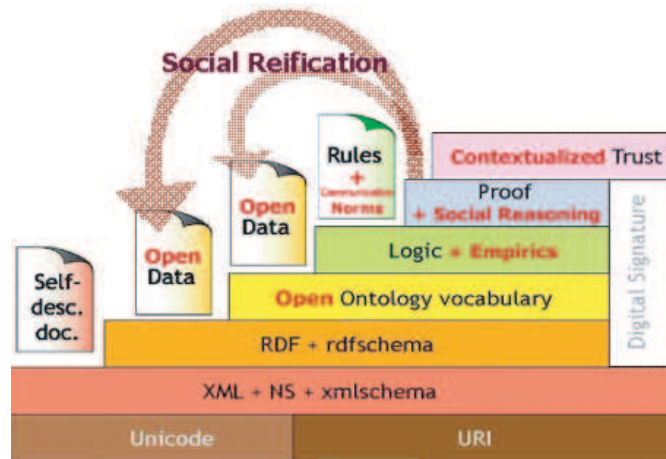 Social Reification
Rules
+
Communication
Norms
Contextualized Trust
Open
Data
Proof
+ Social Reasoning
Open
Data
Logic + Empirics
Self-
desc.
doc.
Open Ontology vocabulary
Digital Signature
RDF + rdfschema
XML + NS + xmlschema
Unicode
URI